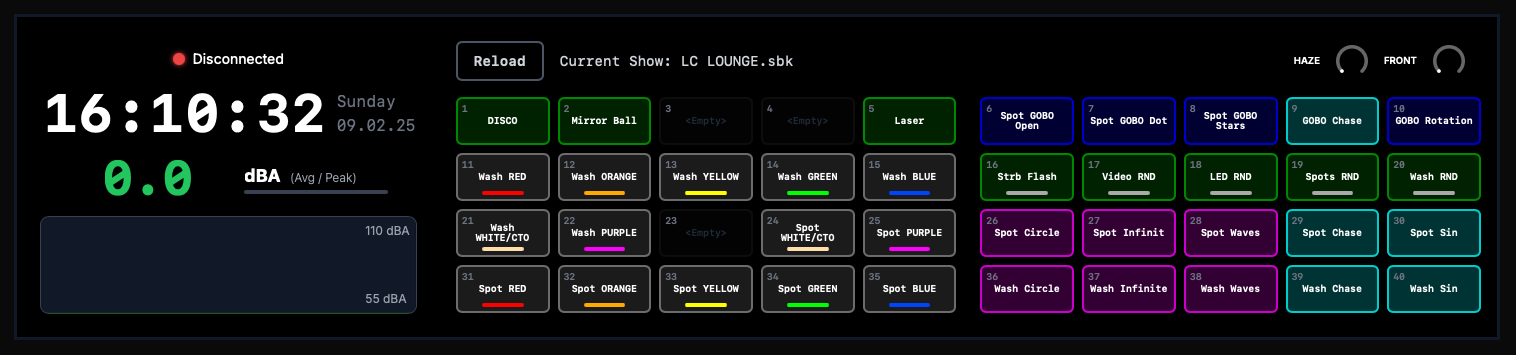 Disconnected
16:10:32
Sunday
09.02.25
0.0
dBA (Avg / Peak)
110 dBA
55 dBA
Reload
Current Show: LC LOUNGE.sbk
HAZE
FRONT
1
DISCO
2
Mirror Ball
3
<Empty>
4
<Empty>
5
Laser
6
Spot GOBO
Open
7
Spot GOBO Dot
8
Spot GOBO
Stars
9
GOBO Chase
10
GOBO Rotation
11
Wash RED
12
Wash ORANGE
13
Wash YELLOW
14
Wash GREEN
15
Wash BLUE
16
Strb Flash
17
Video RND
18
LED RND
19
Spots RND
20
Wash RND
21
Wash
WHITE/CTO
22
Wash PURPLE
23
<Empty>
24
Spot
WHITE/CTO
25
Spot PURPLE
26
Spot Circle
27
Spot Infinit
28
Spot Waves
29
Spot Chase
30
Spot Sin
31
Spot RED
32
Spot ORANGE
33
Spot YELLOW
34
Spot GREEN
35
Spot BLUE
36
Wash Circle
37
Wash Infinite
38
Wash Waves
39
Wash Chase
40
Wash Sin